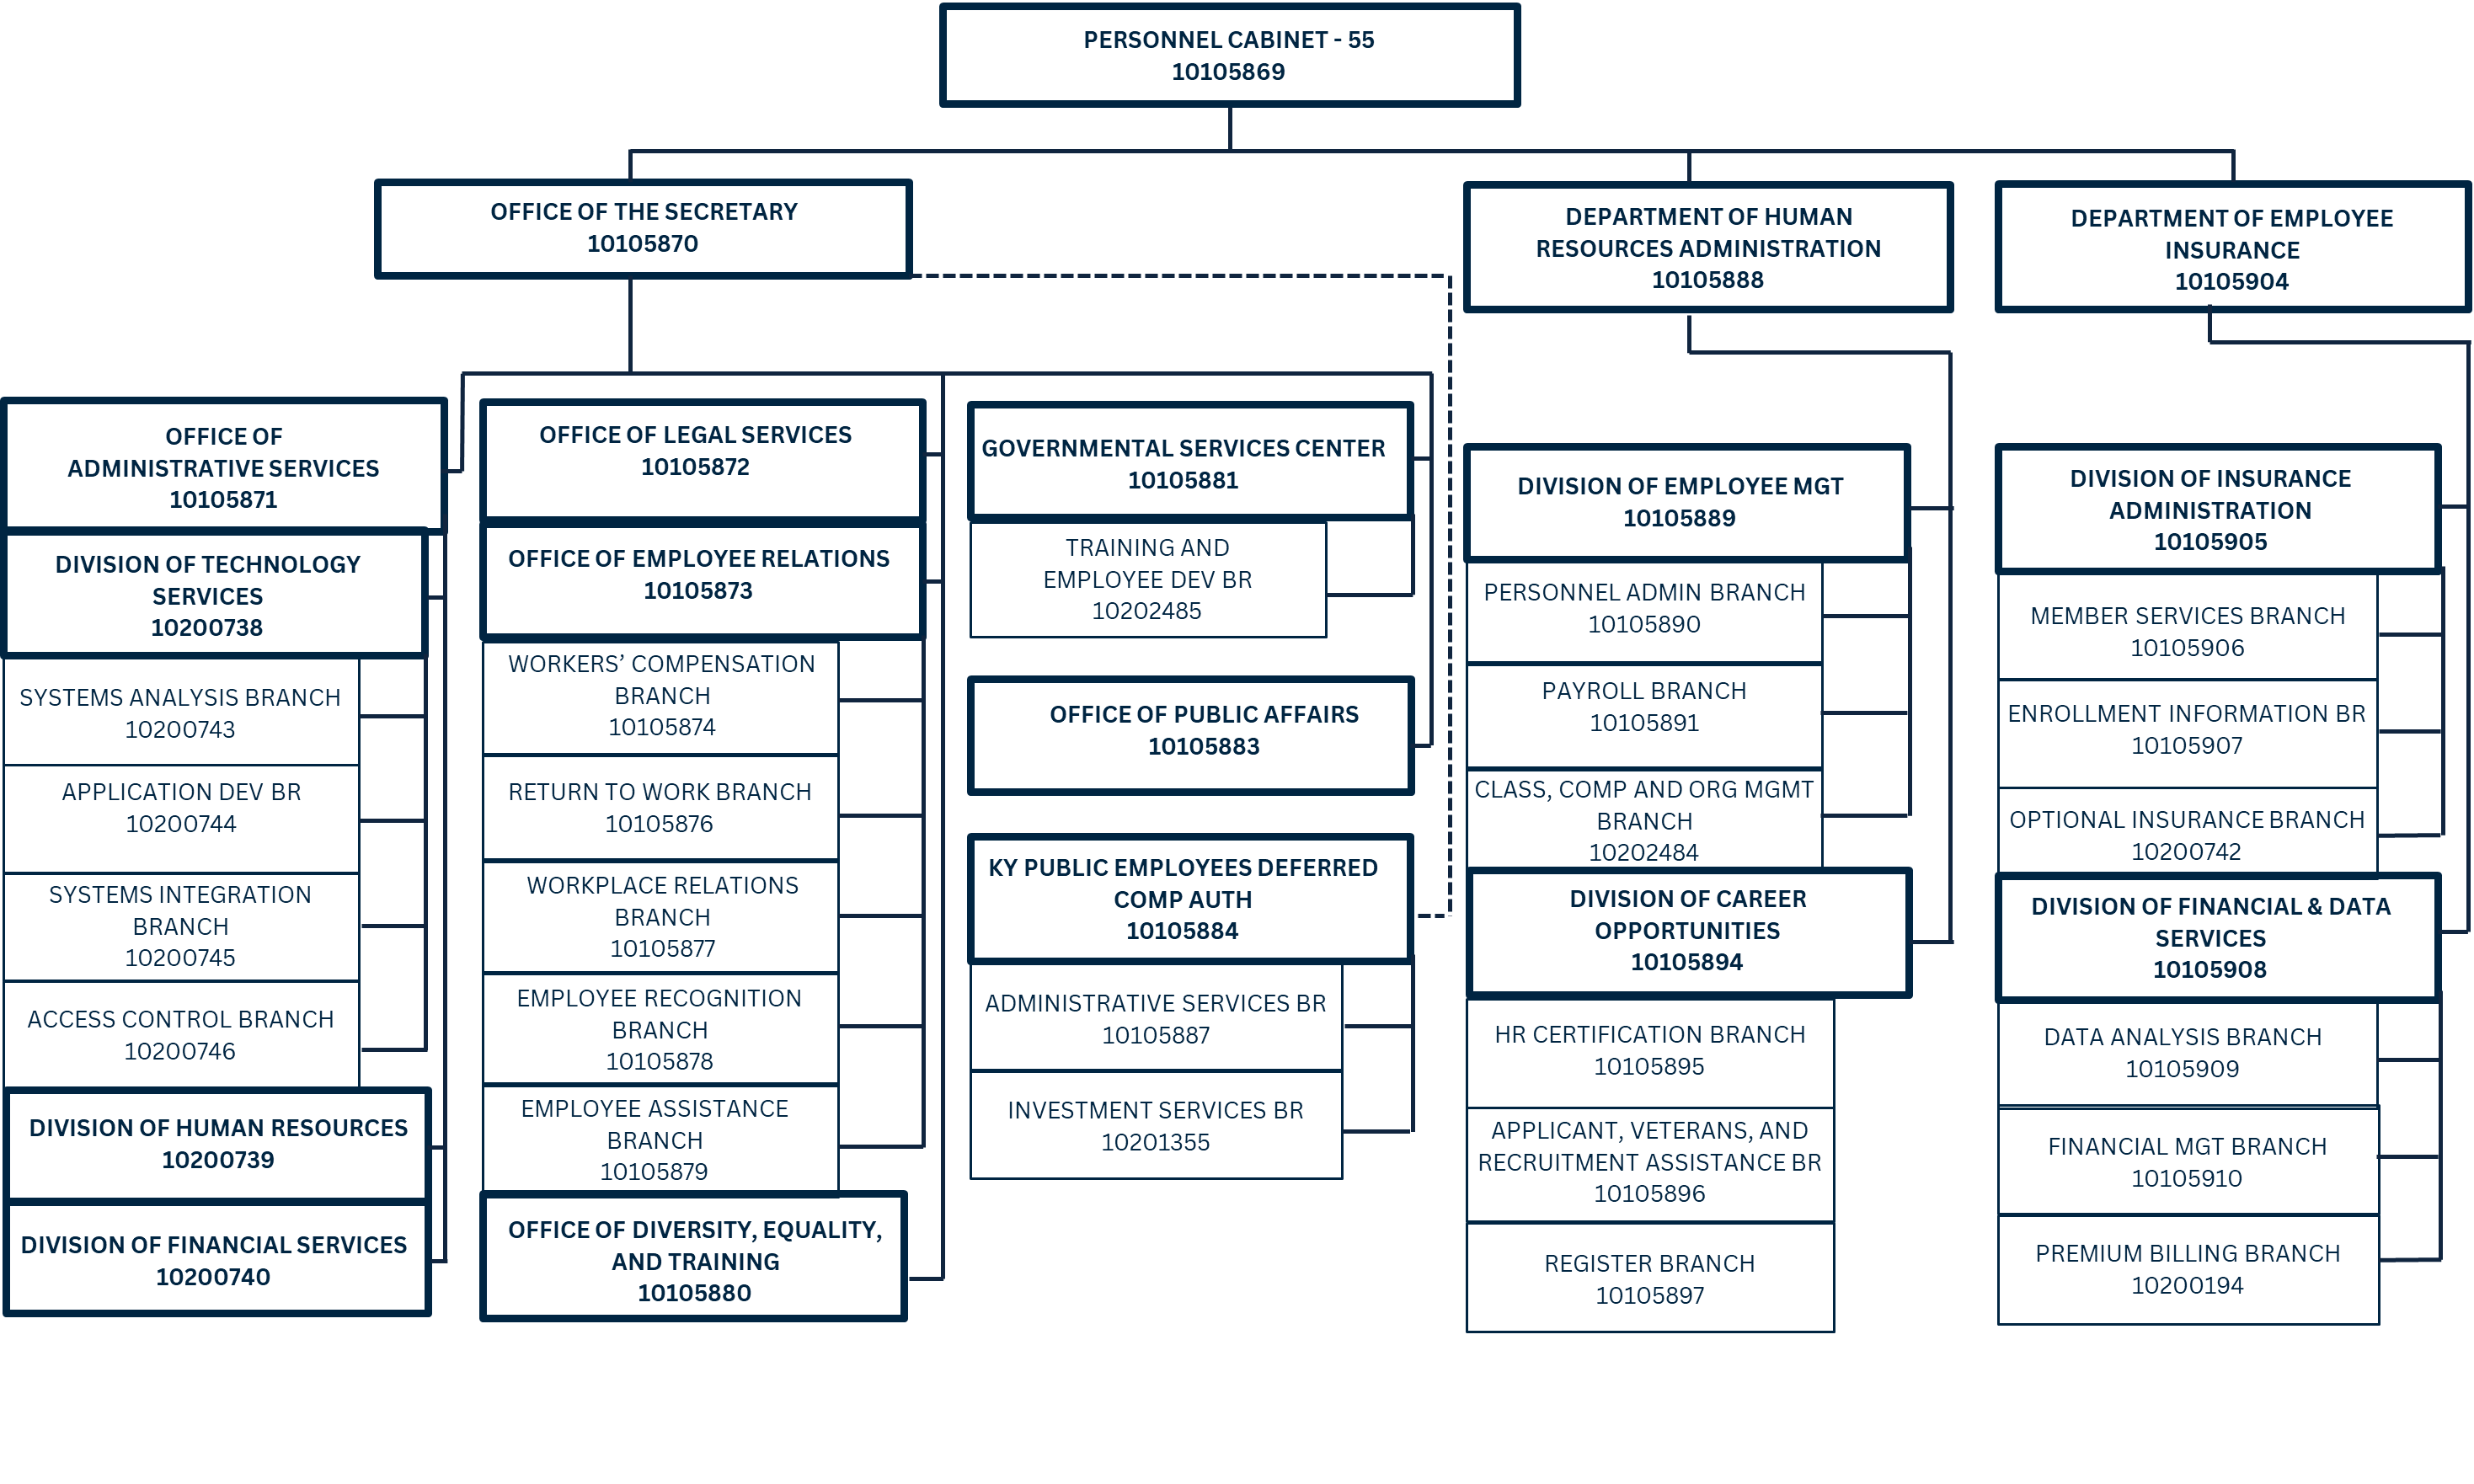 PERSONNEL CABINET - 55
10105869
OFFICE OF THE SECRETARY
10105870
DEPARTMENT OF HUMAN
RESOURCES ADMINISTRATION
10105888
DEPARTMENT OF EMPLOYEE
INSURANCE
10105904
OFFICE OF
ADMINISTRATIVE SERVICES
10105871
DIVISION OF TECHNOLOGY
SERVICES
10200738
SYSTEMS ANALYSIS BRANCH
10200743
APPLICATION DEV BR
10200744
SYSTEMS INTEGRATION
BRANCH
10200745
ACCESS CONTROL BRANCH
10200746
DIVISION OF HUMAN RESOURCES
10200739
DIVISION OF FINANCIAL SERVICES
10200740
OFFICE OF LEGAL SERVICES
10105872
OFFICE OF EMPLOYEE RELATIONS
10105873
WORKERS’ COMPENSATION
BRANCH
10105874
RETURN TO WORK BRANCH
10105876
WORKPLACE RELATIONS
BRANCH
10105877
EMPLOYEE RECOGNITION
BRANCH
10105878
EMPLOYEE ASSISTANCE
BRANCH
10105879
OFFICE OF DIVERSITY, EQUALITY,
AND TRAINING
10105880
GOVERNMENTAL SERVICES CENTER
10105881
TRAINING AND
EMPLOYEE DEV BR
10202485
OFFICE OF PUBLIC AFFAIRS
10105883
KY PUBLIC EMPLOYEES DEFERRED
COMP AUTH
10105884
ADMINISTRATIVE SERVICES BR
10105887
INVESTMENT SERVICES BR
10201355
DIVISION OF EMPLOYEE MGT
10105889
PERSONNEL ADMIN BRANCH
10105890
PAYROLL BRANCH
10105891
CLASS, COMP AND ORG MGMT
BRANCH
10202484
DIVISION OF CAREER
OPPORTUNITIES
10105894
HR CERTIFICATION BRANCH
10105895
APPLICANT, VETERANS, AND
RECRUITMENT ASSISTANCE BR
10105896
REGISTER BRANCH
10105897
DIVISION OF INSURANCE
ADMINISTRATION
10105905
MEMBER SERVICES BRANCH
10105906
ENROLLMENT INFORMATION BR
10105907
OPTIONAL INSURANCE BRANCH
10200742
DIVISION OF FINANCIAL & DATA
SERVICES
10105908
DATA ANALYSIS BRANCH
10105909
FINANCIAL MGT BRANCH
10105910
PREMIUM BILLING BRANCH
10200194